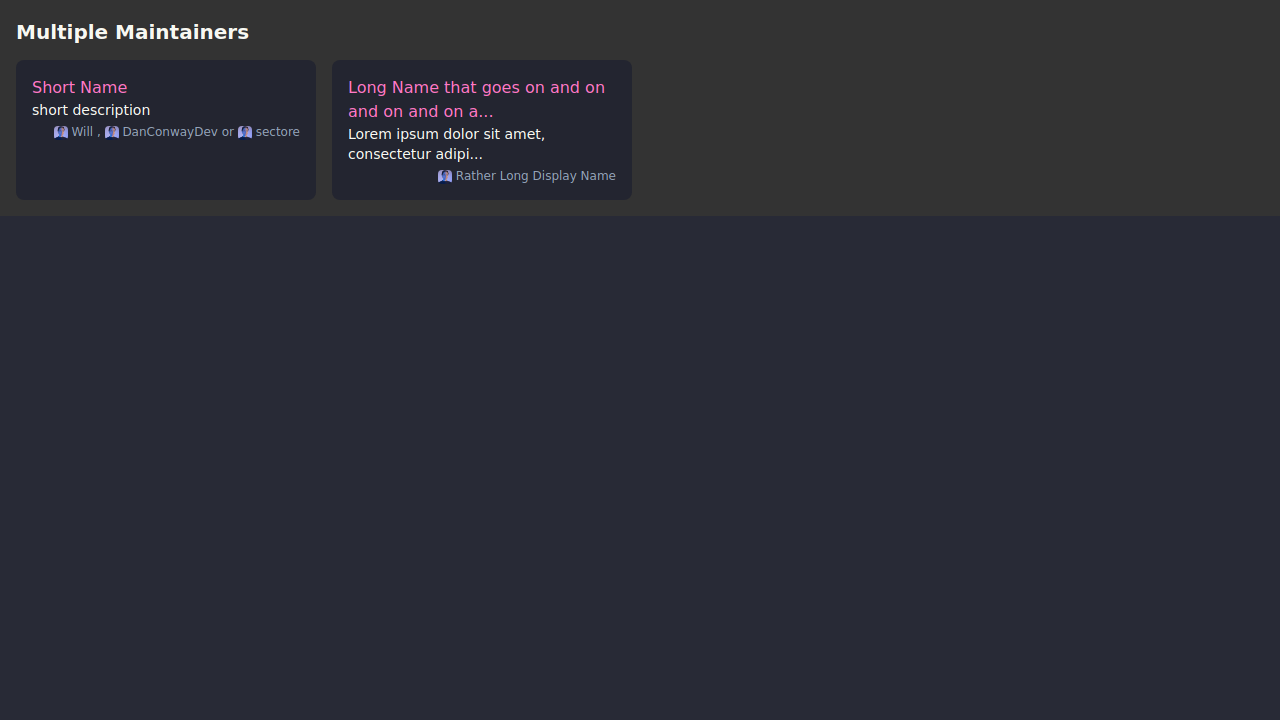 Multiple Maintainers
Short Name
short description
Will , DanConwayDev or sectore
Long Name that goes on and on
and on and on a...
Lorem ipsum dolor sit amet,
consectetur adipi...
Rather Long Display Name